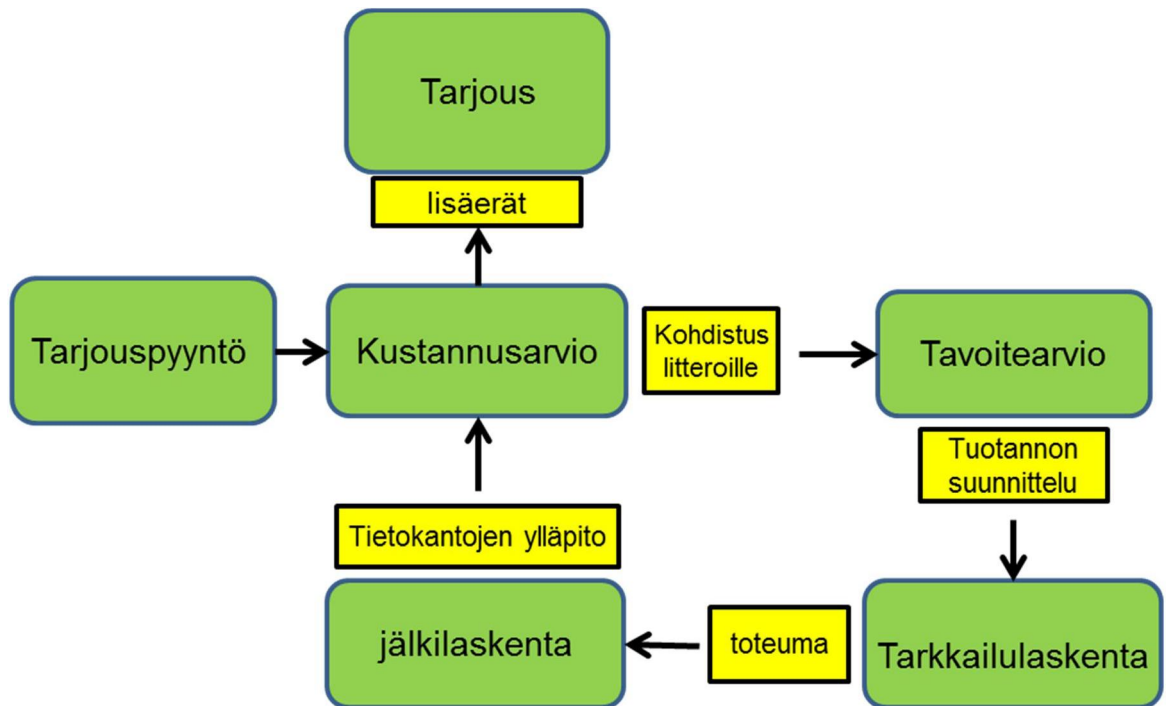 Tarjous
lisäerät
Tarjouspyyntö
Kustannusarvio
Kohdistus
litteroille
Tavoitearvio
Tuotannon
suunnittelu
Tietokantojen ylläpito
jälkilaskenta
toteuma
Tarkkailulaskenta